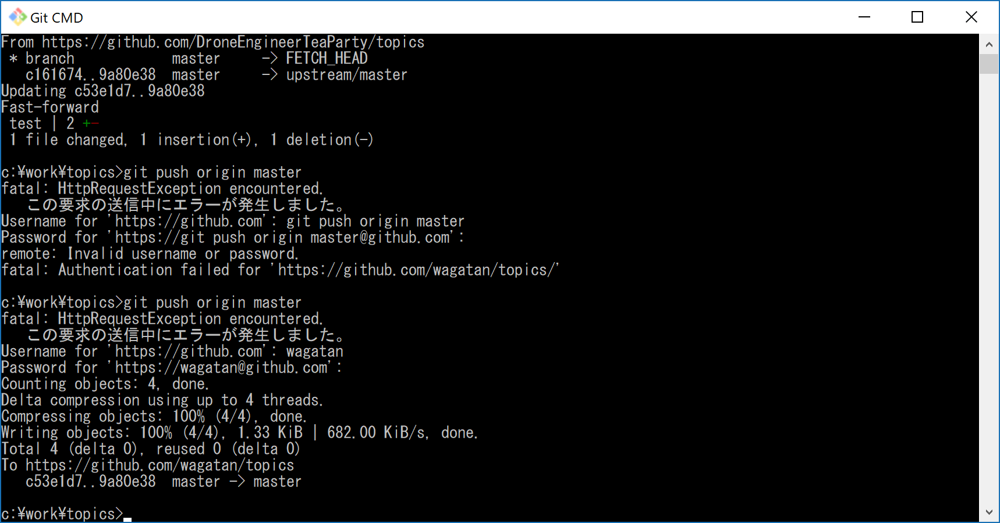 Git CMD
From https://github.com/DroneEngineerTeaParty/topics
 * branch            master     -> FETCH_HEAD
   c161674..9a80e38  master     -> upstream/master
Updating c53e1d7..9a80e38
Fast-forward
 test | 2 +-
 1 file changed, 1 insertion(+), 1 deletion(-)
c:¥work¥topics>git push origin master
fatal: HttpRequestException encountered.
   この要求の送信中にエラーが発生しました。
Username for 'https://github.com': git push origin master
Password for 'https://git push origin master@github.com':
remote: Invalid username or password.
fatal: Authentication failed for 'https://github.com/wagatan/topics/'
c:¥work¥topics>git push origin master
fatal: HttpRequestException encountered.
   この要求の送信中にエラーが発生しました。
Username for 'https://github.com': wagatan
Password for 'https://wagatan@github.com':
Counting objects: 4, done.
Delta compression using up to 4 threads.
Compressing objects: 100% (4/4), done.
Writing objects: 100% (4/4), 1.33 KiB | 682.00 KiB/s, done.
Total 4 (delta 0), reused 0 (delta 0)
To https://github.com/wagatan/topics
   c53e1d7..9a80e38  master -> master
c:¥work¥topics>